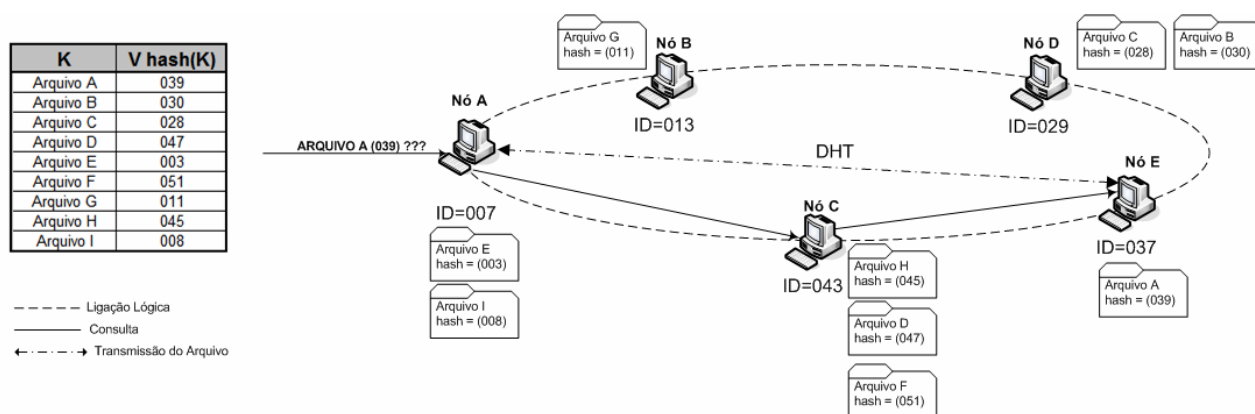 K V hash(K)
Arquivo A 039
Arquivo B 030
Arquivo C 028
Arquivo D 047
Arquivo E 003
Arquivo F 051
Arquivo G 011
Arquivo H 045
Arquivo I 008
Ligação Lógica
Consulta
Transmissão do Arquivo
ARQUIVO A (039) ???
Nó A
ID=007
Arquivo E
hash = (003)
Arquivo I
hash = (008)
Arquivo G
hash = (011)
Nó B
ID=013
DHT
Nó C
ID=043
Arquivo H
hash = (045)
Arquivo D
hash = (047)
Arquivo F
hash = (051)
Nó D
ID=029
Arquivo C
hash = (028)
Arquivo B
hash = (030)
Nó E
ID=037
Arquivo A
hash = (039)